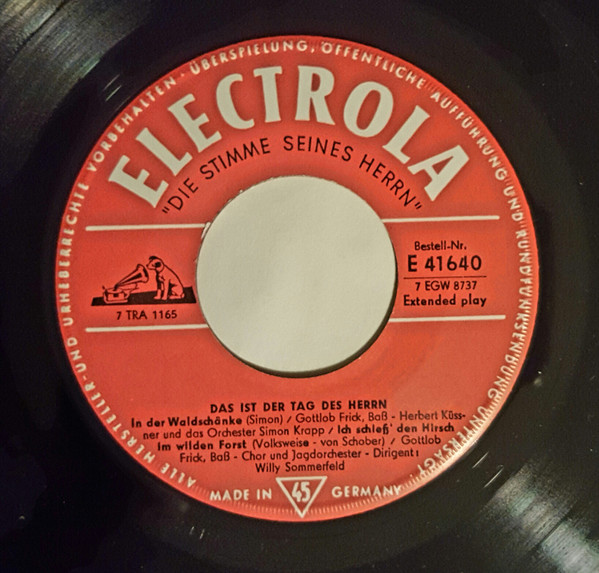 ALLE HERSTELLER- UND URHEBERRECHTE VORBEHALTEN · ÜBERSPIELUNG, ÖFFENTLICHE AUFFÜHRUNG UND RUNDFUNKSENDUNG UNTERSAGT
ELECTROLA
"DIE STIMME SEINES HERRN"
Bestell-Nr.
E 41640
7 EGW 8737
Extended play
7 TRA 1165
DAS IST DER TAG DES HERRN
In der Waldschänke (Simon) / Gottlob Frick, Baß - Herbert Küss-
ner und das Orchester Simon Krapp / Ich schieß' den Hirsch
im wilden Forst (Volksweise - von Schober) / Gottlob
Frick, Baß - Chor und Jagdorchester - Dirigent:
Willy Sommerfeld
MADE IN 45 GERMANY